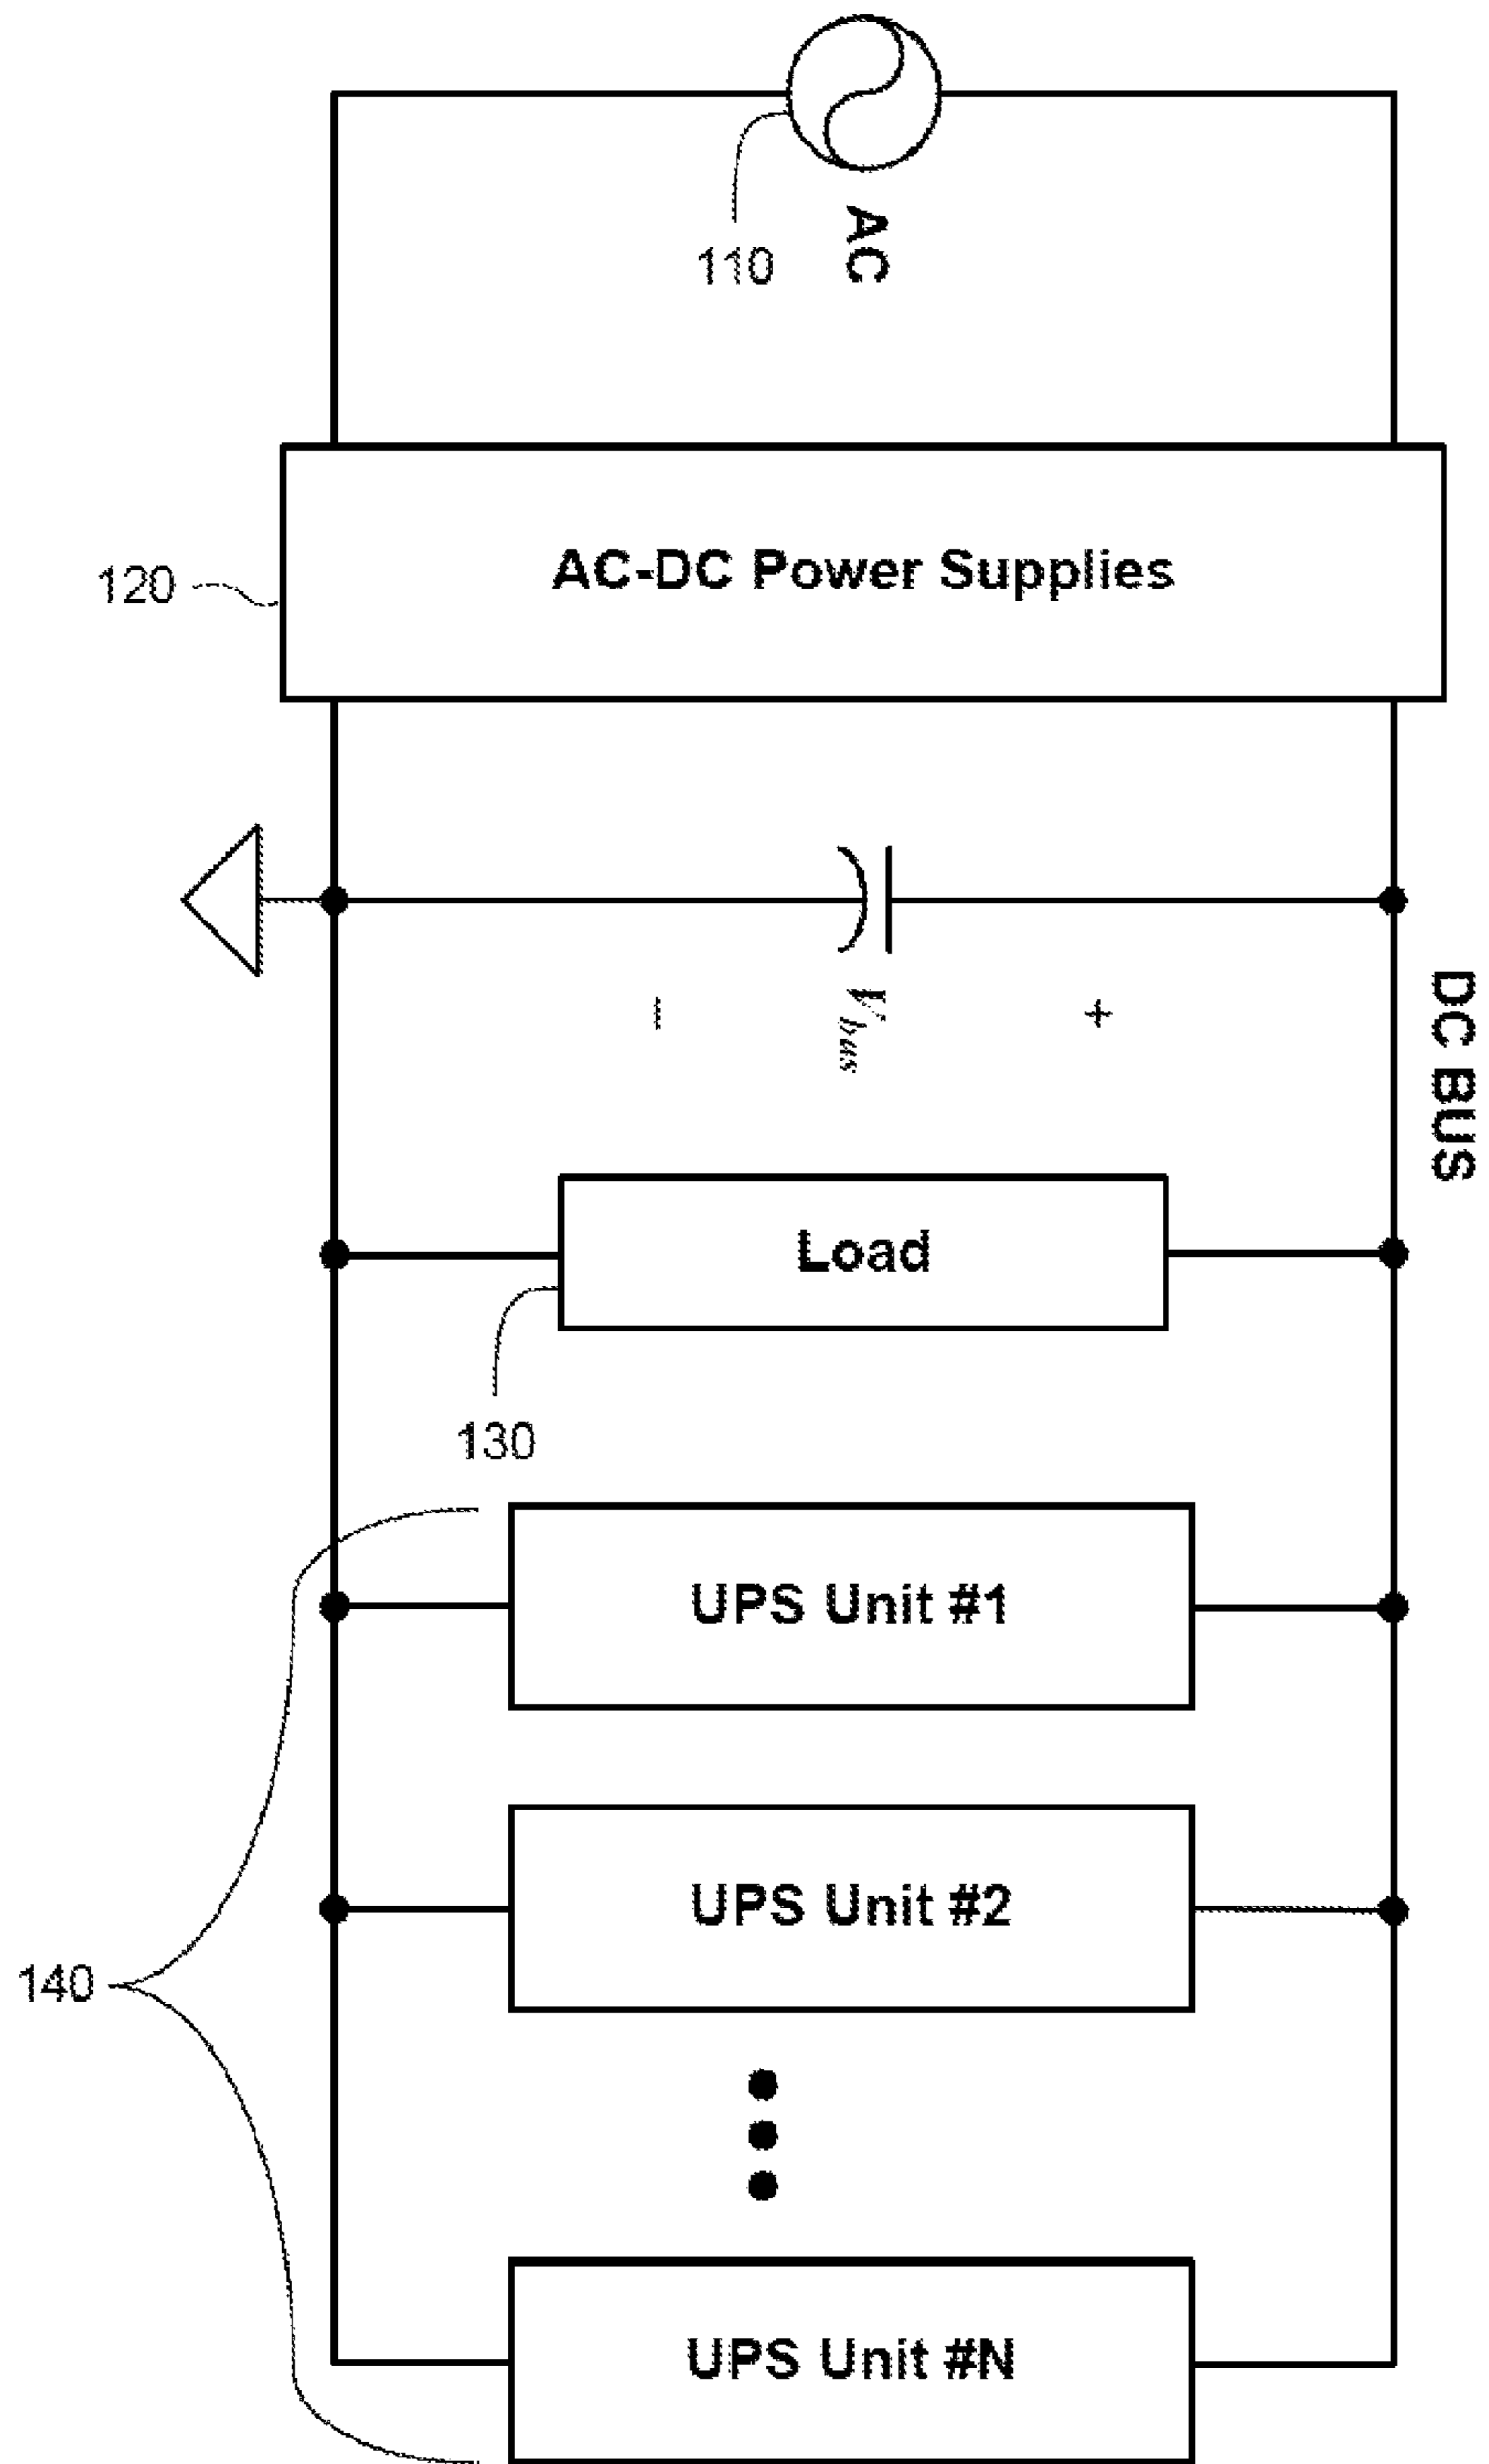 AC
110
AC-DC Power Supplies
120
DC BUS
+
V bus
−
Load
130
UPS Unit #1
UPS Unit #2
140
UPS Unit #N